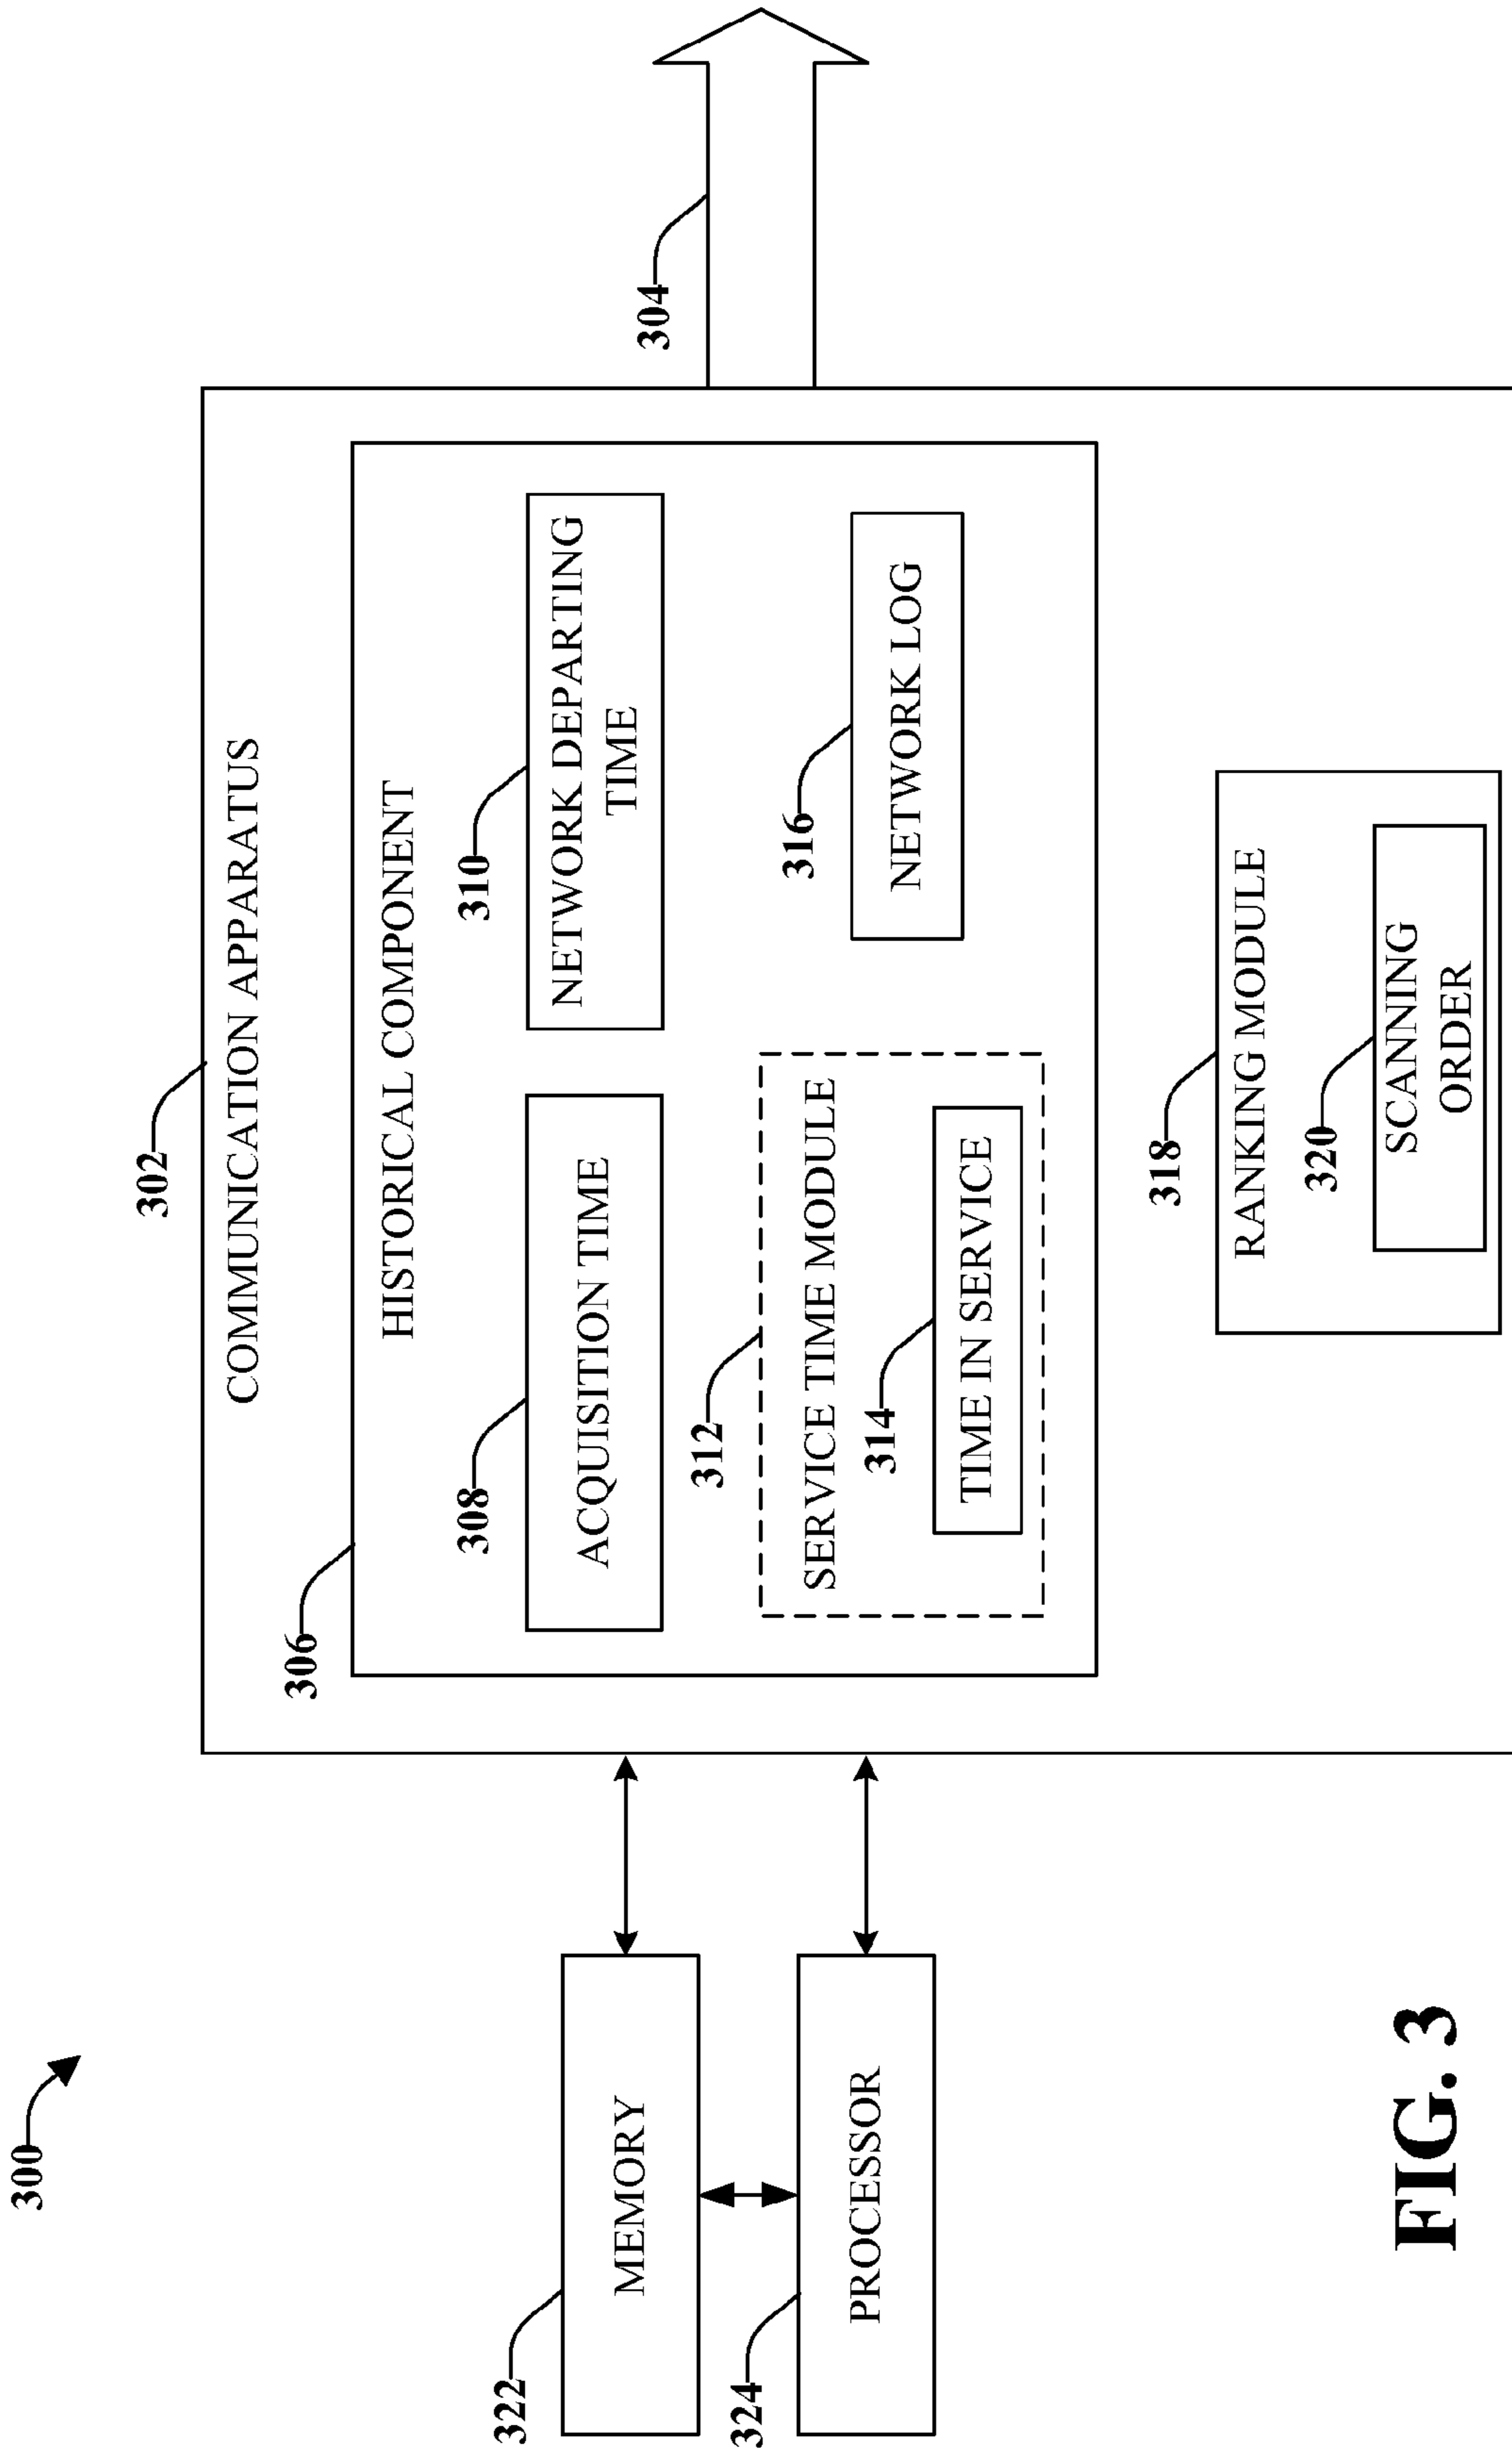 300
302
COMMUNICATION APPARATUS
306
HISTORICAL COMPONENT
304
308
ACQUISITION TIME
310
NETWORK DEPARTING
TIME
312
SERVICE TIME MODULE
314
TIME IN SERVICE
316
NETWORK LOG
318
RANKING MODULE
320
SCANNING
ORDER
322
MEMORY
324
PROCESSOR
FIG. 3